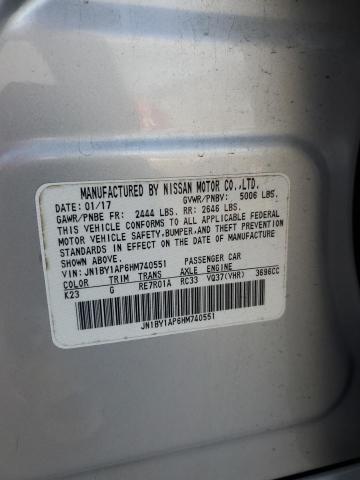 MANUFACTURED BY NISSAN MOTOR CO.,LTD.
DATE: 01/17 GVWR/PNBV: 5006 LBS.
GAWR/PNBE FR: 2444 LBS. RR: 2646 LBS.
THIS VEHICLE CONFORMS TO ALL APPLICABLE FEDERAL
MOTOR VEHICLE SAFETY,BUMPER,AND THEFT PREVENTION
STANDARDS IN EFFECT ON THE DATE OF MANUFACTURE
SHOWN ABOVE.
VIN: JN1BY1AP6HM740551 PASSENGER CAR
COLOR TRIM TRANS AXLE ENGINE
K23 G RE7R01A RC33 VQ37(VHR) 3696CC
JN1BY1AP6HM740551